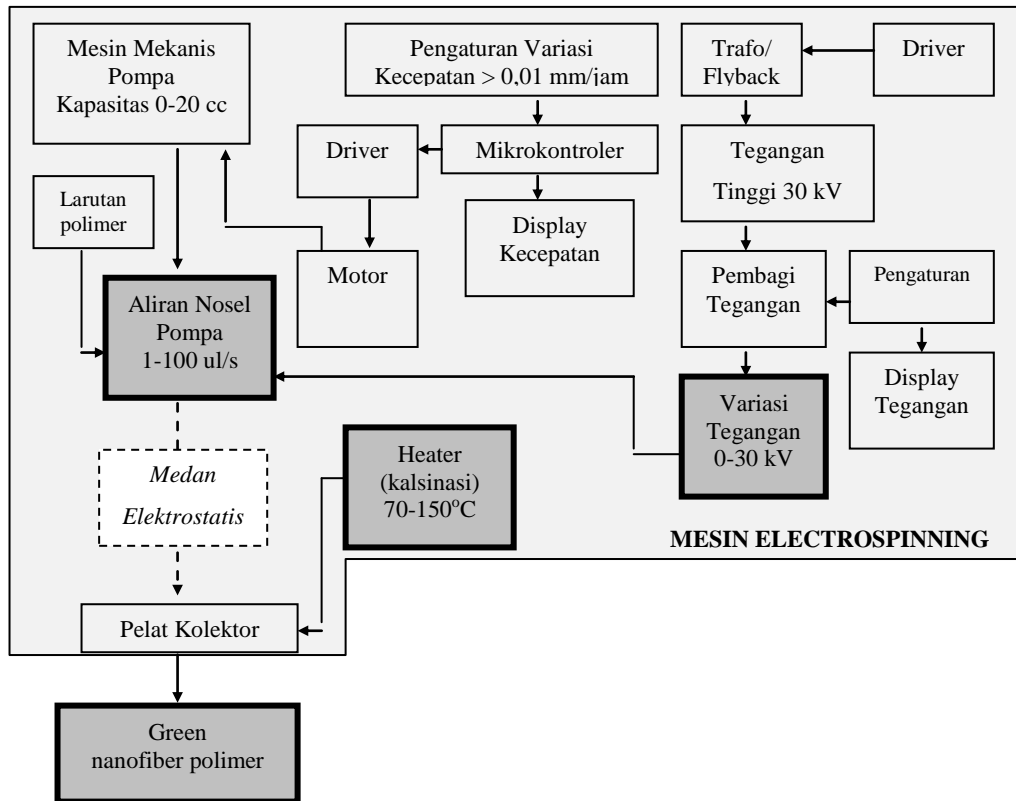 Mesin Mekanis
Pompa
Kapasitas 0-20 cc
Pengaturan Variasi
Kecepatan > 0,01 mm/jam
Trafo/
Flyback
Driver
Driver
Mikrokontroler
Tegangan
Tinggi 30 kV
Larutan
polimer
Display
Kecepatan
Motor
Pembagi
Tegangan
Pengaturan
Aliran Nosel
Pompa
1-100 ul/s
Display
Tegangan
Variasi
Tegangan
0-30 kV
Heater
(kalsinasi)
70-150°C
Medan
Elektrostatis
MESIN ELECTROSPINNING
Pelat Kolektor
Green
nanofiber polimer